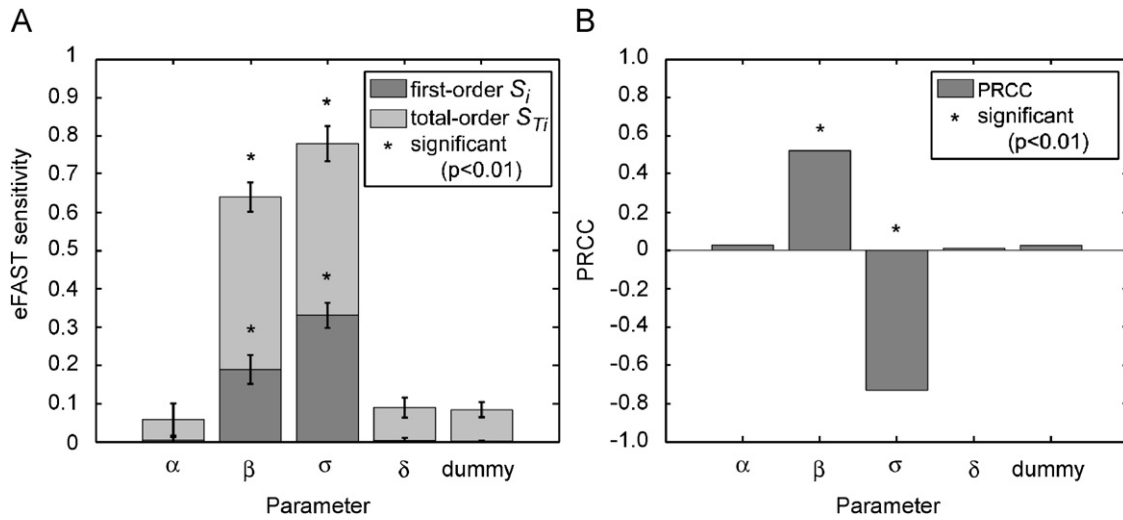 A
eFAST sensitivity
1
0.9
0.8
0.7
0.6
0.5
0.4
0.3
0.2
0.1
0
first-order Si
total-order STi
* significant
(p<0.01)
*
*
*
*
α
β
σ
δ
dummy
Parameter
B
PRCC
1.0
0.8
0.6
0.4
0.2
0
-0.2
-0.4
-0.6
-0.8
-1.0
PRCC
* significant
(p<0.01)
*
*
α
β
σ
δ
dummy
Parameter